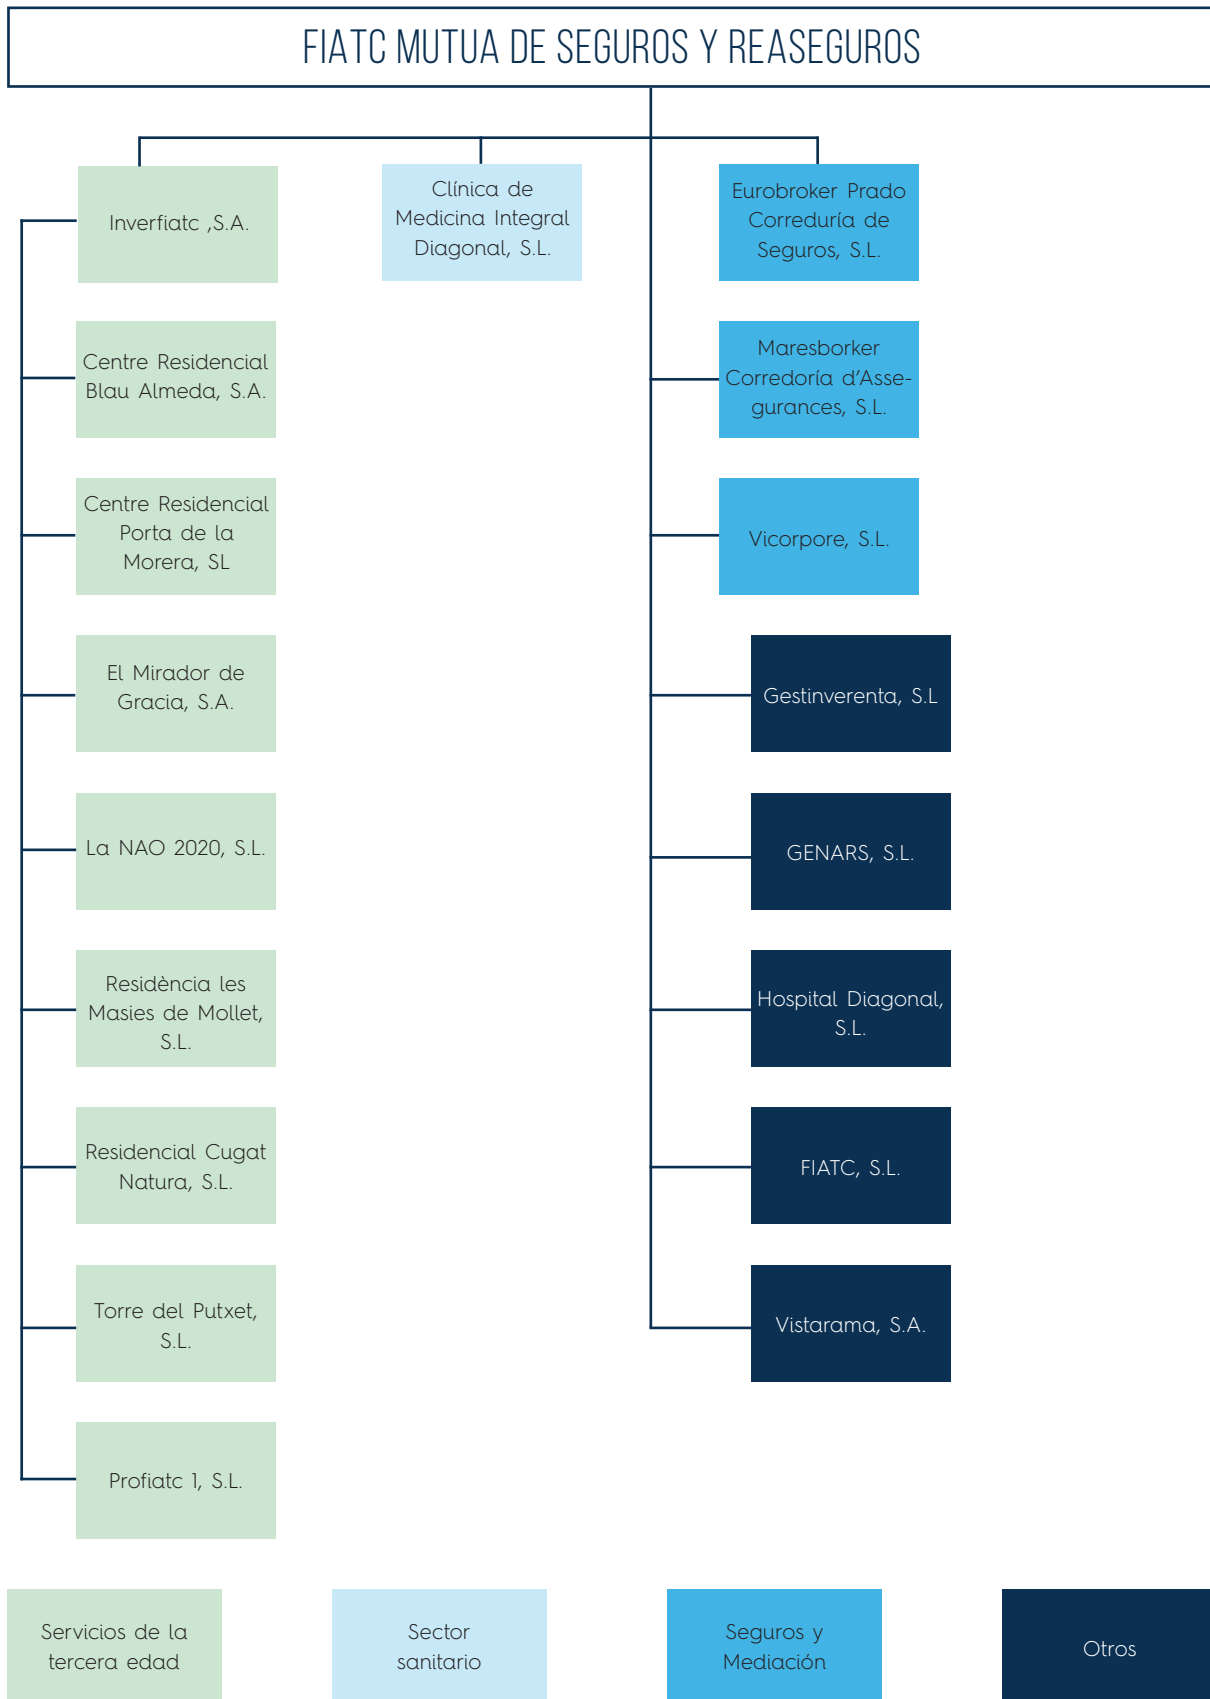 FIATC MUTUA DE SEGUROS Y REASEGUROS
Inverfiatc ,S.A.
Clínica de
Medicina Integral
Diagonal, S.L.
Eurobroker Prado
Correduría de
Seguros, S.L.
Centre Residencial
Blau Almeda, S.A.
Maresborker
Corredoría d’Asse-
gurances, S.L.
Centre Residencial
Porta de la
Morera, SL
Vicorpore, S.L.
El Mirador de
Gracia, S.A.
Gestinverenta, S.L
La NAO 2020, S.L.
GENARS, S.L.
Residència les
Masies de Mollet,
S.L.
Hospital Diagonal,
S.L.
Residencial Cugat
Natura, S.L.
FIATC, S.L.
Torre del Putxet,
S.L.
Vistarama, S.A.
Profiatc 1, S.L.
Servicios de la
tercera edad
Sector
sanitario
Seguros y
Mediación
Otros